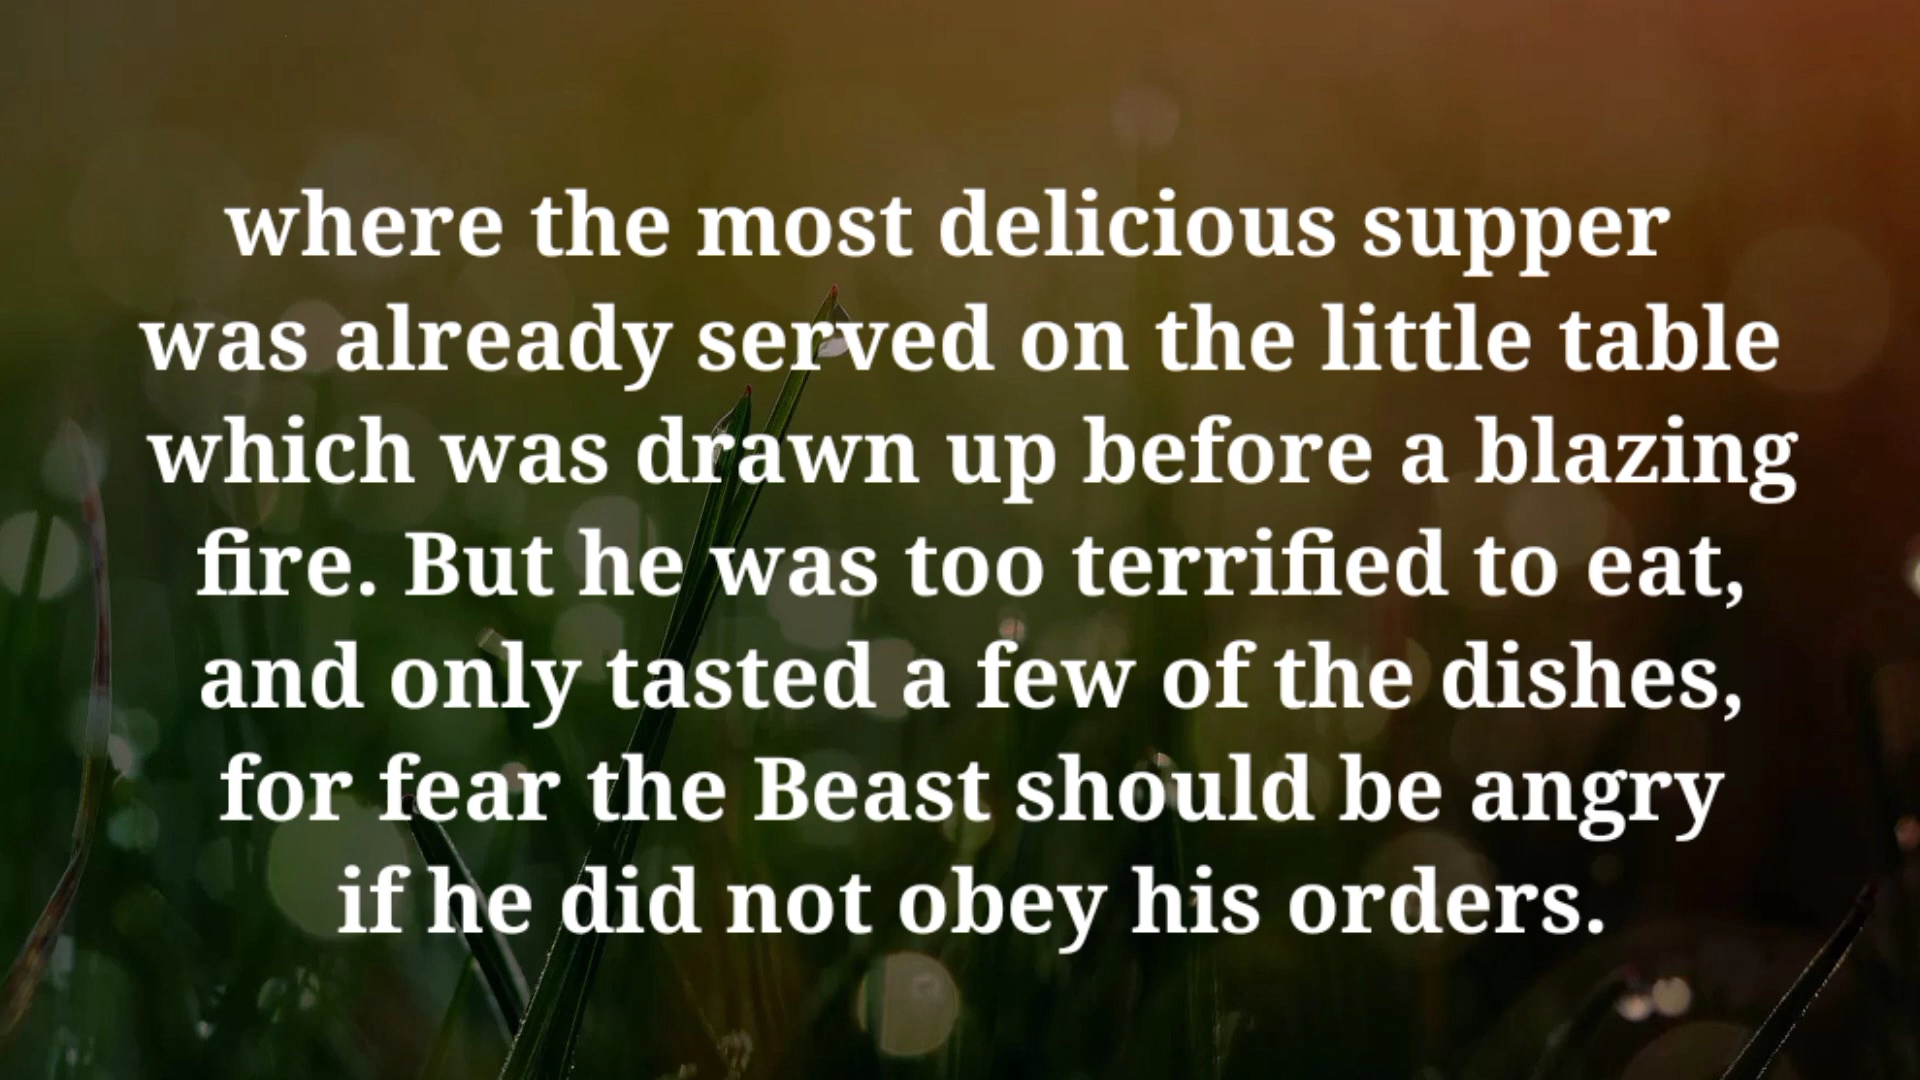 where the most delicious supper
was already served on the little table
which was drawn up before a blazing
fire. But he was too terrified to eat,
and only tasted a few of the dishes,
for fear the Beast should be angry
if he did not obey his orders.